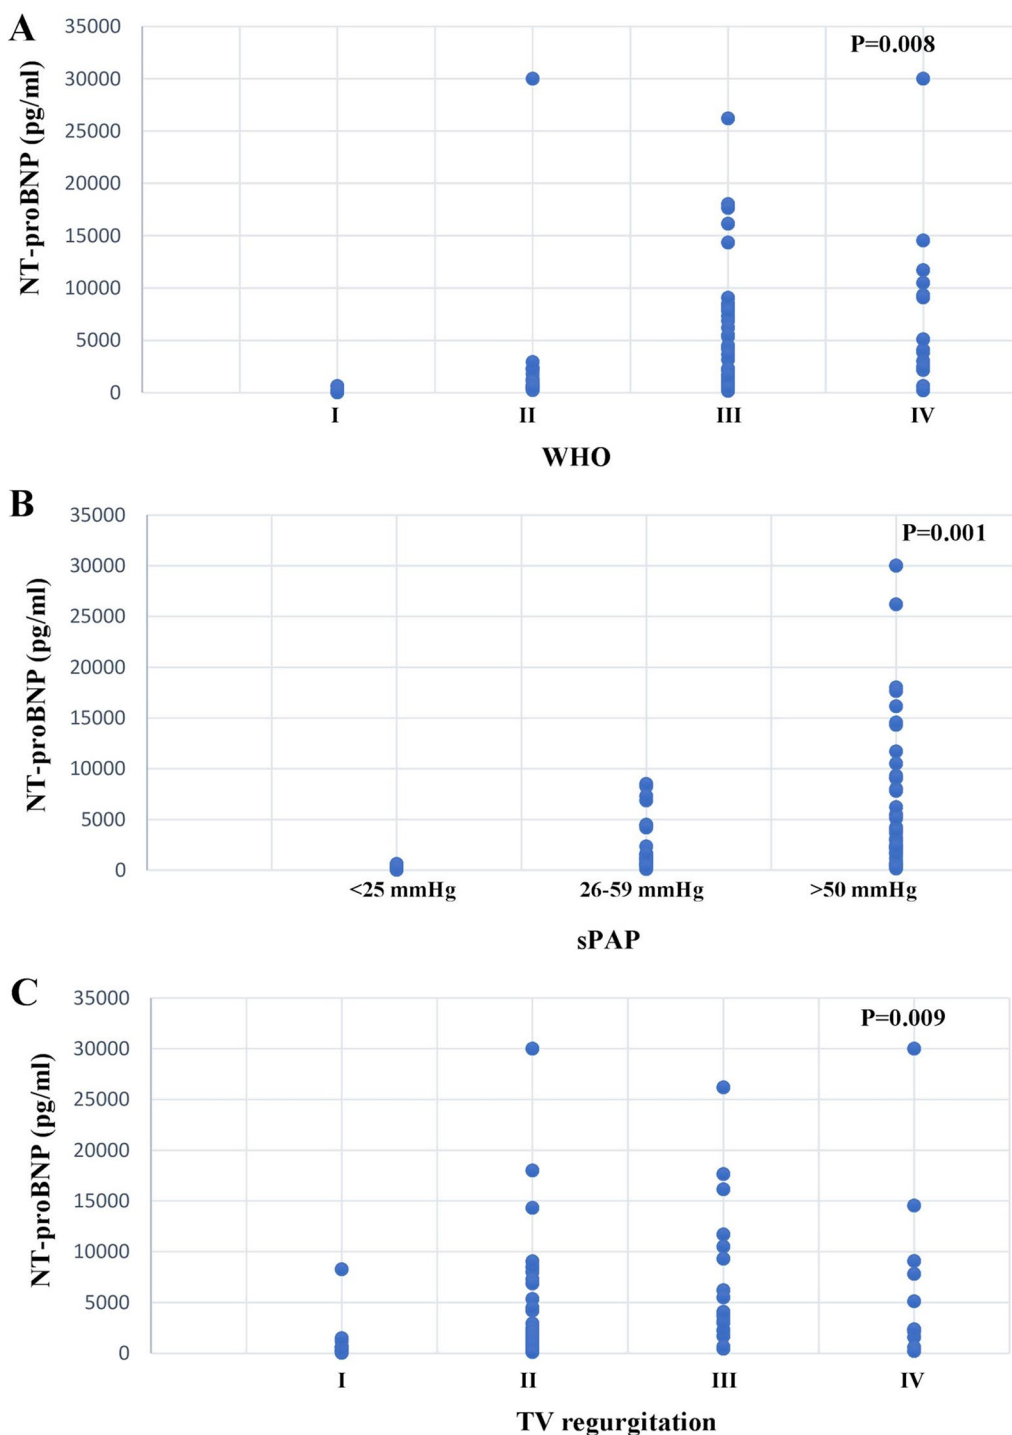 A
35000
P=0.008
30000
25000
20000
15000
10000
5000
0
NT-proBNP (pg/ml)
I II III IV
WHO
B
35000
P=0.001
30000
25000
20000
15000
10000
5000
0
NT-proBNP (pg/ml)
<25 mmHg 26-59 mmHg >50 mmHg
sPAP
C
35000
P=0.009
30000
25000
20000
15000
10000
5000
0
NT-proBNP (pg/ml)
I II III IV
TV regurgitation